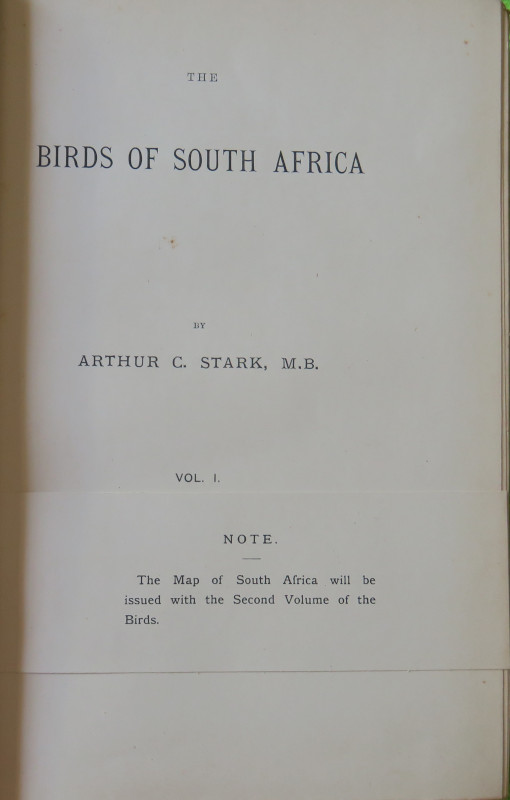 THE
BIRDS OF SOUTH AFRICA
BY
ARTHUR C. STARK, M.B.
VOL. I.
NOTE.
The Map of South Africa will be
issued with the Second Volume of the
Birds.